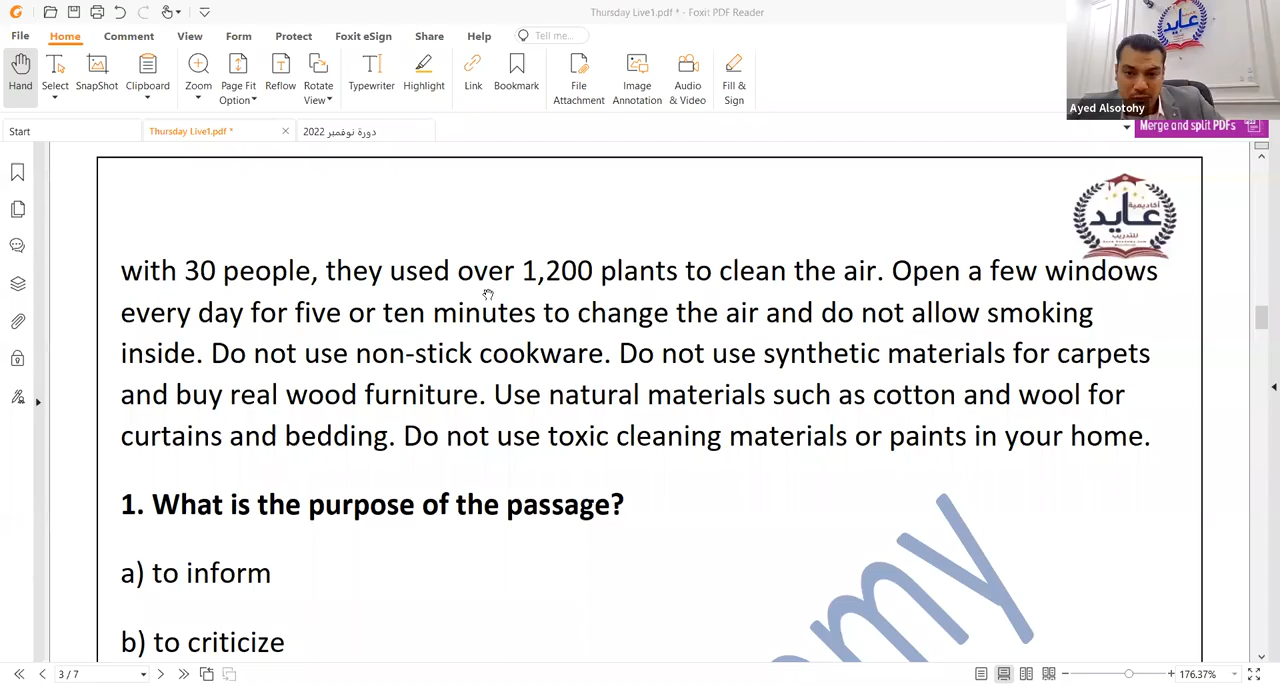 Thursday Live1.pdf * - Foxit PDF Reader
File Home Comment View Form Protect Foxit eSign Share Help Tell me...
Hand Select SnapShot Clipboard Zoom Page Fit Option Reflow Rotate View Typewriter Highlight Link Bookmark File Attachment Image Annotation Audio & Video Fill & Sign
Ayed Alsotohy
عايد
Start Thursday Live1.pdf * دورة نوفمبر 2022
Merge and split PDFs
أكاديمية
عايد
للتدريب
with 30 people, they used over 1,200 plants to clean the air. Open a few windows
every day for five or ten minutes to change the air and do not allow smoking
inside. Do not use non-stick cookware. Do not use synthetic materials for carpets
and buy real wood furniture. Use natural materials such as cotton and wool for
curtains and bedding. Do not use toxic cleaning materials or paints in your home.
1. What is the purpose of the passage?
a) to inform
b) to criticize
my
3 / 7
176.37%